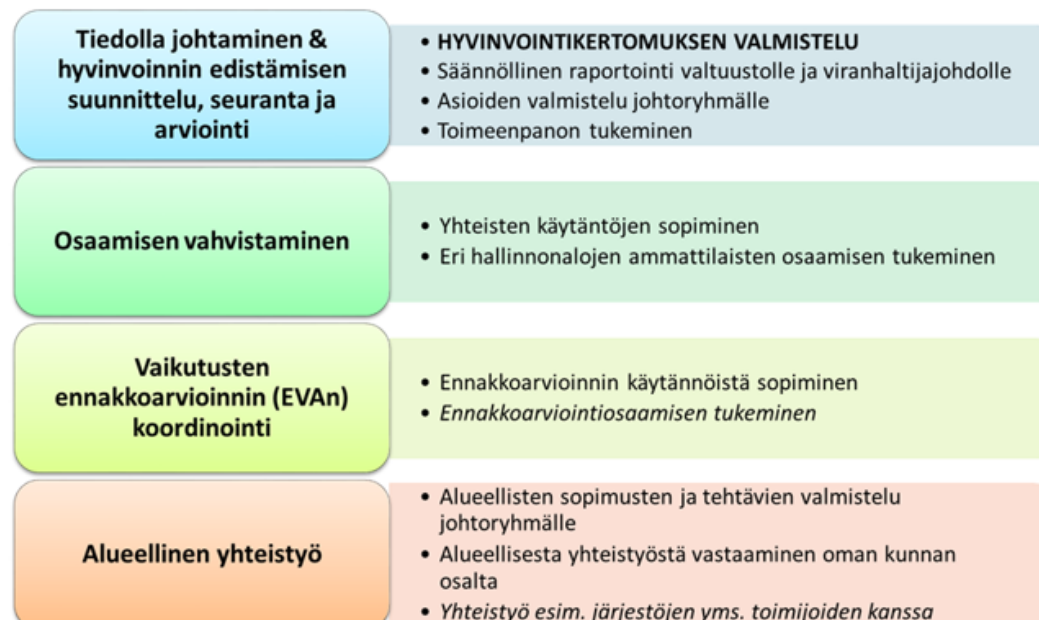 Tiedolla johtaminen &
hyvinvoinnin edistämisen
suunnittelu, seuranta ja
arviointi
• HYVINVOINTIKERTOMUKSEN VALMISTELU
• Säännöllinen raportointi valtuustolle ja viranhaltijajohdolle
• Asioiden valmistelu johtoryhmälle
• Toimeenpanon tukeminen
Osaamisen vahvistaminen
• Yhteisten käytäntöjen sopiminen
• Eri hallinnonalojen ammattilaisten osaamisen tukeminen
Vaikutusten
ennakkoarvioinnin (EVAn)
koordinointi
• Ennakkoarvioinnin käytännöistä sopiminen
• Ennakkoarviointiosaamisen tukeminen
Alueellinen yhteistyö
• Alueellisten sopimusten ja tehtävien valmistelu
johtoryhmälle
• Alueellisesta yhteistyöstä vastaaminen oman kunnan
osalta
• Yhteistyö esim. järjestöjen yms. toimijoiden kanssa